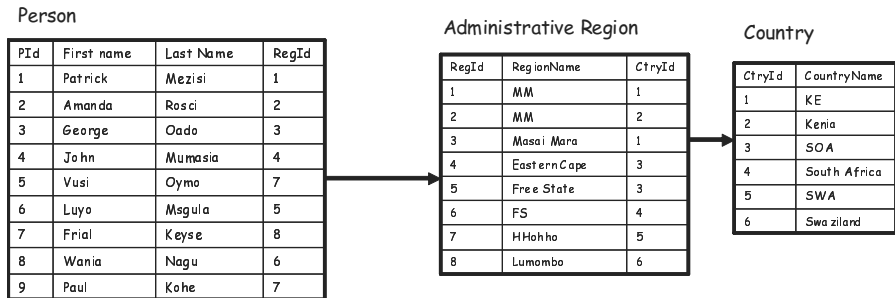 Person
PId First name Last Name RegId
1 Patrick Mezisi 1
2 Amanda Rosci 2
3 George Oado 3
4 John Mumasia 4
5 Vusi Oymo 7
6 Luyo Msgula 5
7 Frial Keyse 8
8 Wania Nagu 6
9 Paul Kohe 7
Administrative Region
RegId RegionName CtryId
1 MM 1
2 MM 2
3 Masai Mara 1
4 Eastern Cape 3
5 Free State 3
6 FS 4
7 HHohho 5
8 Lumombo 6
Country
CtryId CountryName
1 KE
2 Kenia
3 SOA
4 South Africa
5 SWA
6 Swaziland